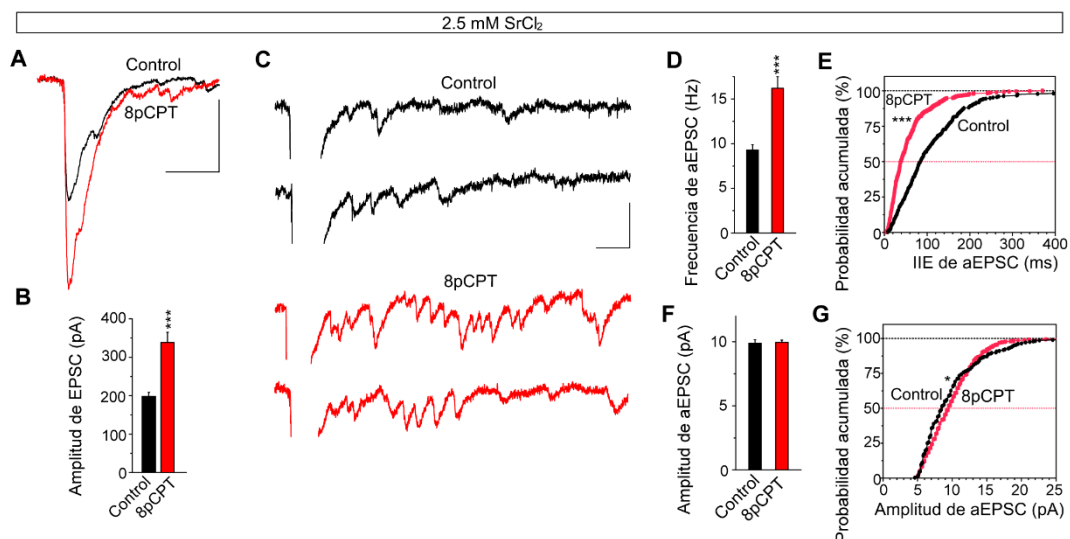 2.5 mM SrCl₂
A
Control
8pCPT
B
Amplitud de EPSC (pA)
400
300
200
100
0
***
Control
8pCPT
C
Control
8pCPT
D
Frecuencia de aEPSC (Hz)
15
10
5
0
***
Control
8pCPT
E
Probabilidad acumulada (%)
100
75
50
25
0
8pCPT
***
Control
0 100 200 300 400
IIE de aEPSC (ms)
F
Amplitud de aEPSC (pA)
10
5
0
Control
8pCPT
G
Probabilidad acumulada (%)
100
75
50
25
0
*
Control
8pCPT
0 5 10 15 20 25
Amplitud de aEPSC (pA)